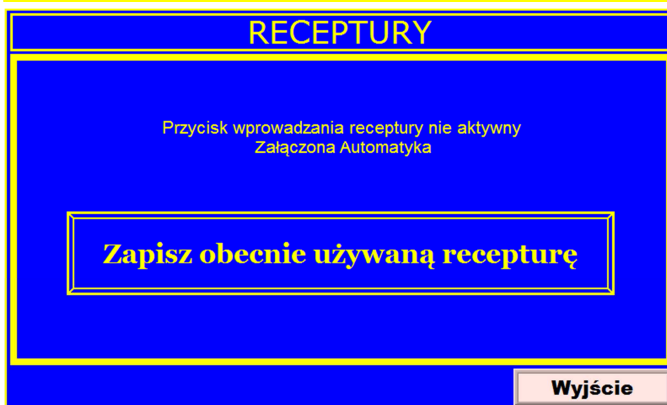 RECEPTURY
Przycisk wprowadzania receptury nie aktywny
Załączona Automatyka
Zapisz obecnie używaną recepturę
Wyjście